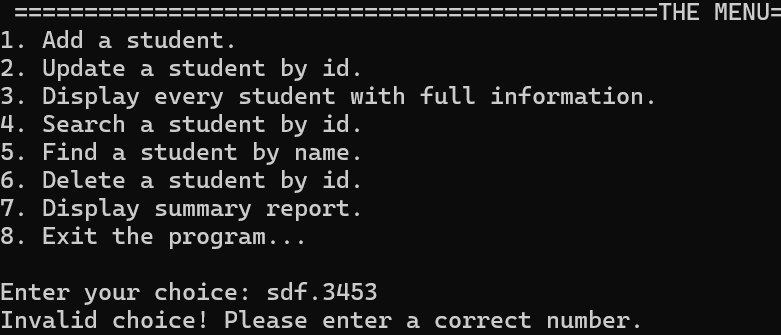 ==============================================THE MENU=
1. Add a student.
2. Update a student by id.
3. Display every student with full information.
4. Search a student by id.
5. Find a student by name.
6. Delete a student by id.
7. Display summary report.
8. Exit the program...
Enter your choice: sdf.3453
Invalid choice! Please enter a correct number.